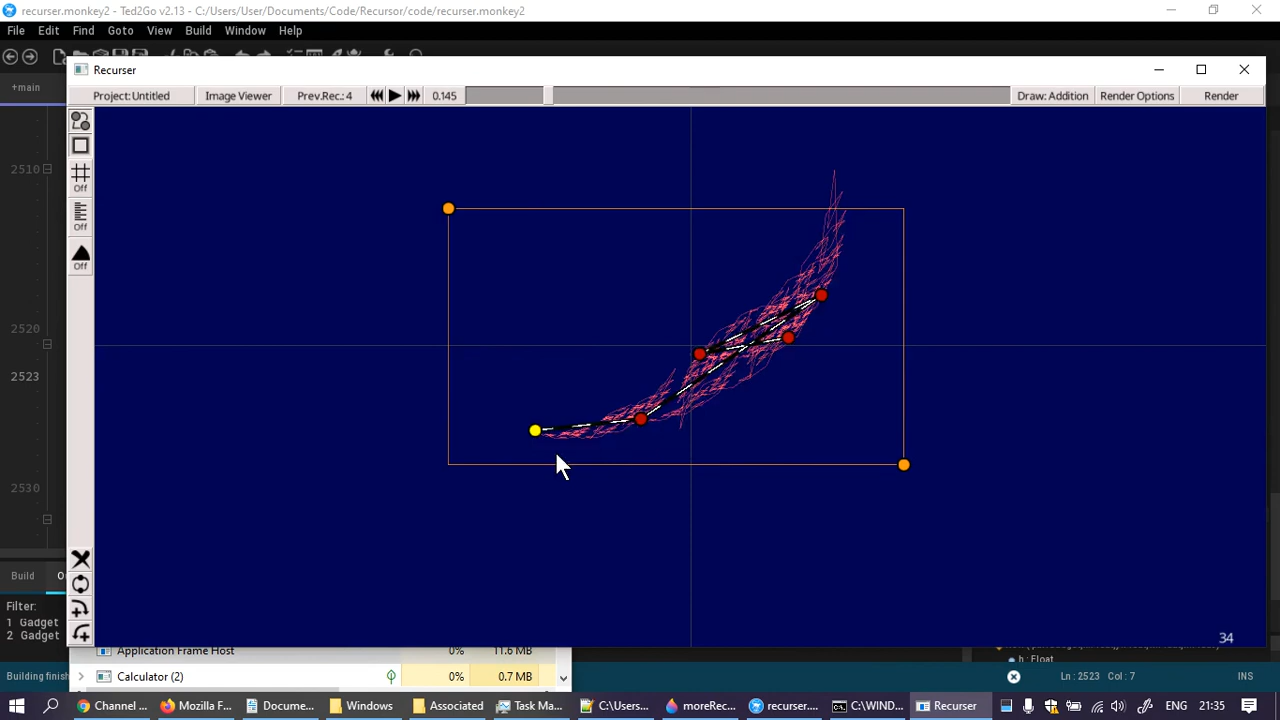 recurser.monkey2 - Ted2Go v2.13 - C:/Users/User/Documents/Code/Recursor/code/recurser.monkey2
File Edit Find Goto View Build Window Help
+main
Recurser
Project:Untitled Image Viewer Prev.Rec.: 4 0.145 Draw: Addition Render Options Render
Off
Off
Off
2510
2520
2523
2530
34
Build
Filter:
1 Gadget
2 Gadget
Application Frame Host 0% 11.6 MB
Calculator (2) 0% 0.7 MB
h : Float
Building finish Ln : 2523 Col : 7 INS
Channel ... Mozilla F... Docume... Windows Associated Task Ma... C:\Users... moreRec... recurser.... C:\WIND... Recurser ENG 21:35